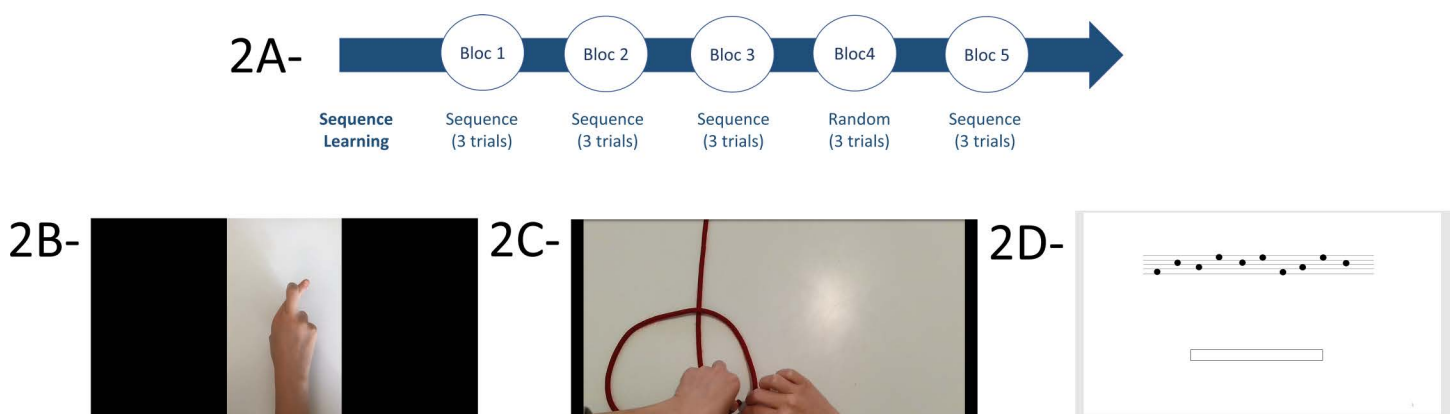 2A-
Bloc 1 Bloc 2 Bloc 3 Bloc4 Bloc 5
Sequence Sequence Sequence Sequence Random Sequence
Learning (3 trials) (3 trials) (3 trials) (3 trials) (3 trials)
2B- 2C- 2D-